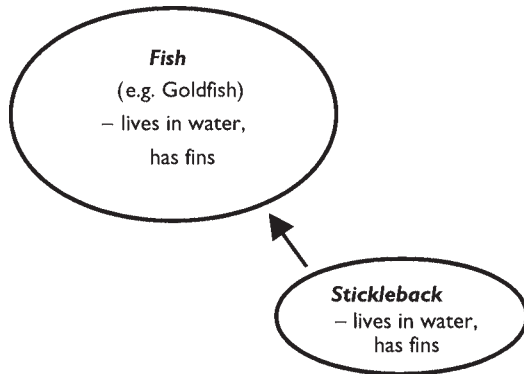 Fish
(e.g. Goldfish)
– lives in water,
has fins
Stickleback
– lives in water,
has fins